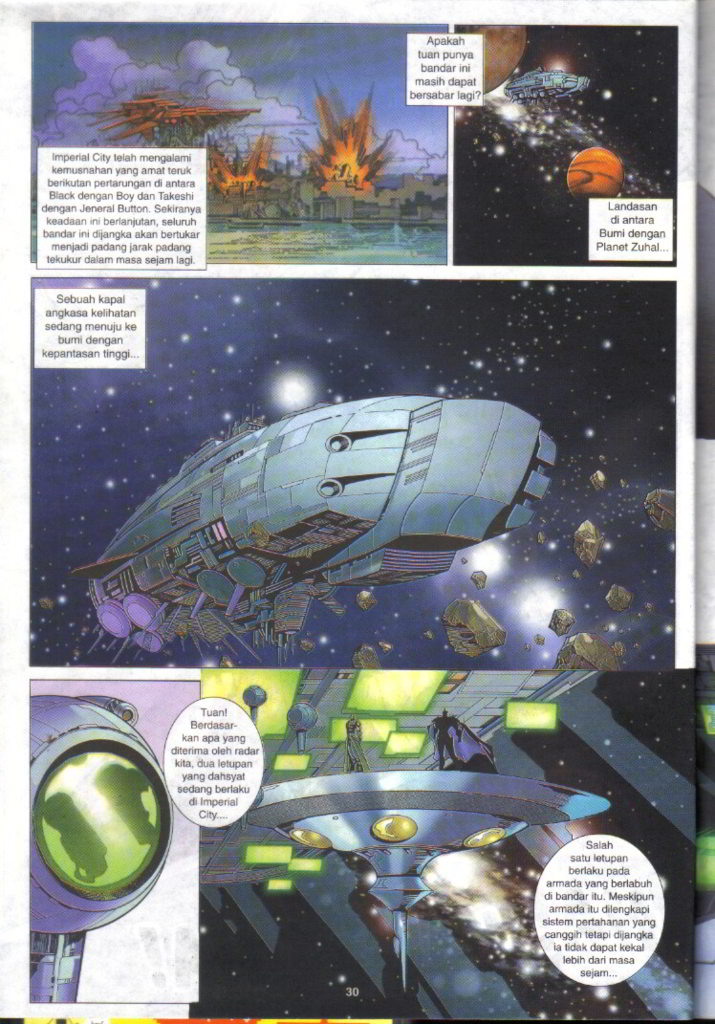 Imperial City telah mengalami
kemusnahan yang amat teruk
berikutan pertarungan di antara
Black dengan Boy dan Takeshi
dengan Jeneral Button. Sekiranya
keadaan ini berlanjutan, seluruh
bandar ini dijangka akan bertukar
menjadi padang jarak padang
tekukur dalam masa sejam lagi.
Apakah
tuan punya
bandar ini
masih dapat
bersabar lagi?
Landasan
di antara
Bumi dengan
Planet Zuhal...
Sebuah kapal
angkasa kelihatan
sedang menuju ke
bumi dengan
kepantasan tinggi...
Tuan!
Berdasar-
kan apa yang
diterima oleh radar
kita, dua letupan
yang dahsyat
sedang berlaku
di Imperial
City....
Salah
satu letupan
berlaku pada
armada yang berlabuh
di bandar itu. Meskipun
armada itu dilengkapi
sistem pertahanan yang
canggih tetapi dijangka
ia tidak dapat kekal
lebih dari masa
sejam...
30